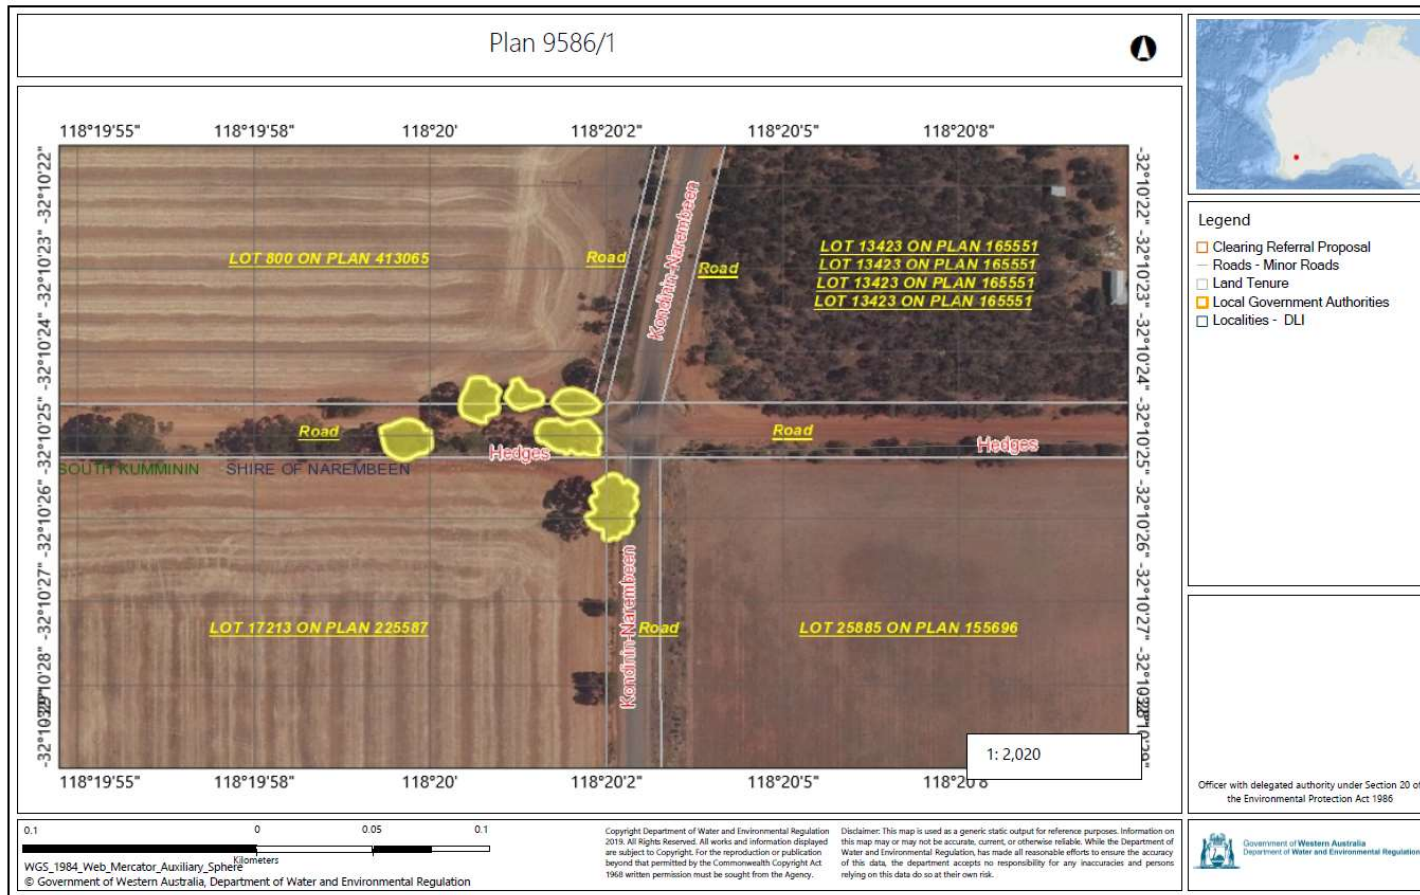 Plan 9586/1
118°19'55"
118°19'58"
118°20'
118°20'2"
118°20'5"
118°20'8"
-32°10'22"
-32°10'23"
-32°10'24"
-32°10'25"
-32°10'26"
-32°10'27"
-32°10'28"
-32°10'22"
-32°10'23"
-32°10'24"
-32°10'25"
-32°10'26"
-32°10'27"
LOT 800 ON PLAN 413065
Road
Kondinin-Narembeen
Road
LOT 13423 ON PLAN 165551
LOT 13423 ON PLAN 165551
LOT 13423 ON PLAN 165551
LOT 13423 ON PLAN 165551
Road
Hedges
Road
Hedges
SOUTH KUMMININ
SHIRE OF NAREMBEEN
LOT 17213 ON PLAN 225587
Kondinin-Narembeen
Road
LOT 25885 ON PLAN 155696
1: 2,020
118°19'55"
118°19'58"
118°20'
118°20'2"
118°20'5"
118°20'8"
Legend
Clearing Referral Proposal
Roads - Minor Roads
Land Tenure
Local Government Authorities
Localities - DLI
Officer with delegated authority under Section 20 of
the Environmental Protection Act 1986
0.1
0
0.05
0.1
Kilometers
WGS_1984_Web_Mercator_Auxiliary_Sphere
© Government of Western Australia, Department of Water and Environmental Regulation
Copyright Department of Water and Environmental Regulation
2019. All Rights Reserved. All works and information displayed
are subject to Copyright. For the reproduction or publication
beyond that permitted by the Commonwealth Copyright Act
1968 written permission must be sought from the Agency.
Disclaimer: This map is used as a generic static output for reference purposes. Information on
this map may or may not be accurate, current, or otherwise reliable. While the Department of
Water and Environmental Regulation, has made all reasonable efforts to ensure the accuracy
of this data, the department accepts no responsibility for any inaccuracies and persons
relying on this data do so at their own risk.
Government of Western Australia
Department of Water and Environmental Regulation